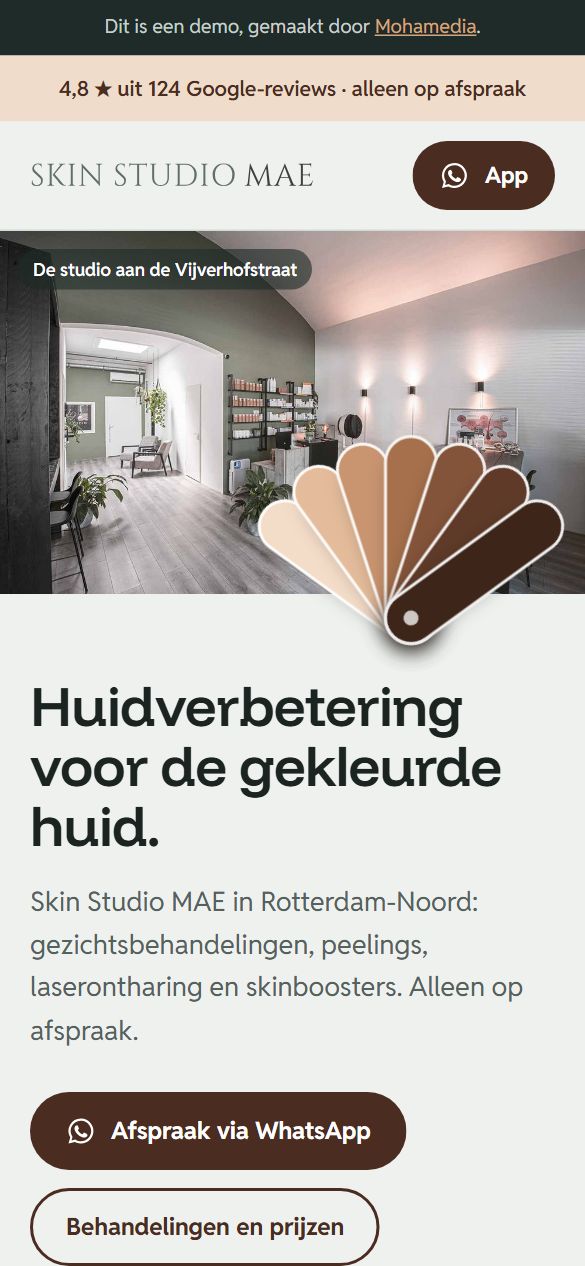 Dit is een demo, gemaakt door Mohamedia.
4,8 ★ uit 124 Google-reviews · alleen op afspraak
SKIN STUDIO MAE
App
De studio aan de Vijverhofstraat
Huidverbetering
voor de gekleurde
huid.
Skin Studio MAE in Rotterdam-Noord:
gezichtsbehandelingen, peelings,
laserontharing en skinboosters. Alleen op
afspraak.
Afspraak via WhatsApp
Behandelingen en prijzen